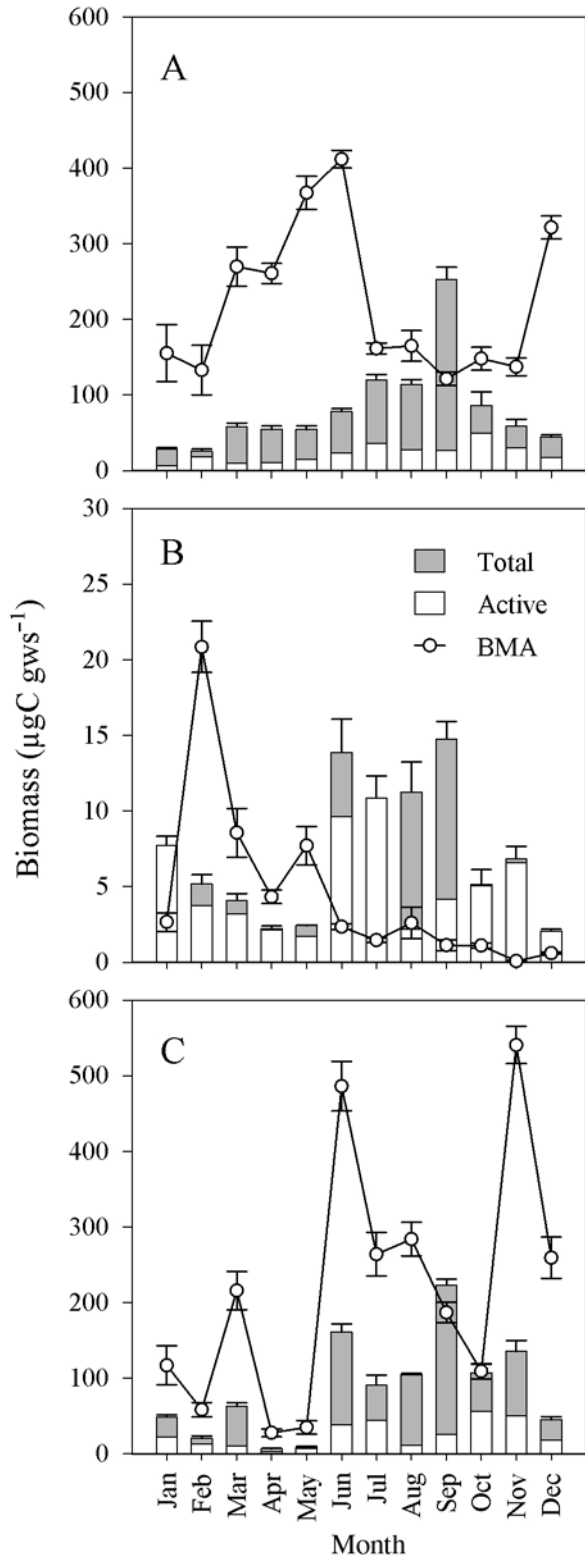 600
A
500
400
300
200
100
0
30
B
25
Total
Active
20
BMA
15
10
5
0
Biomass (µgC gws⁻¹)
600
C
500
400
300
200
100
0
Jan Feb Mar Apr May Jun Jul Aug Sep Oct Nov Dec
Month